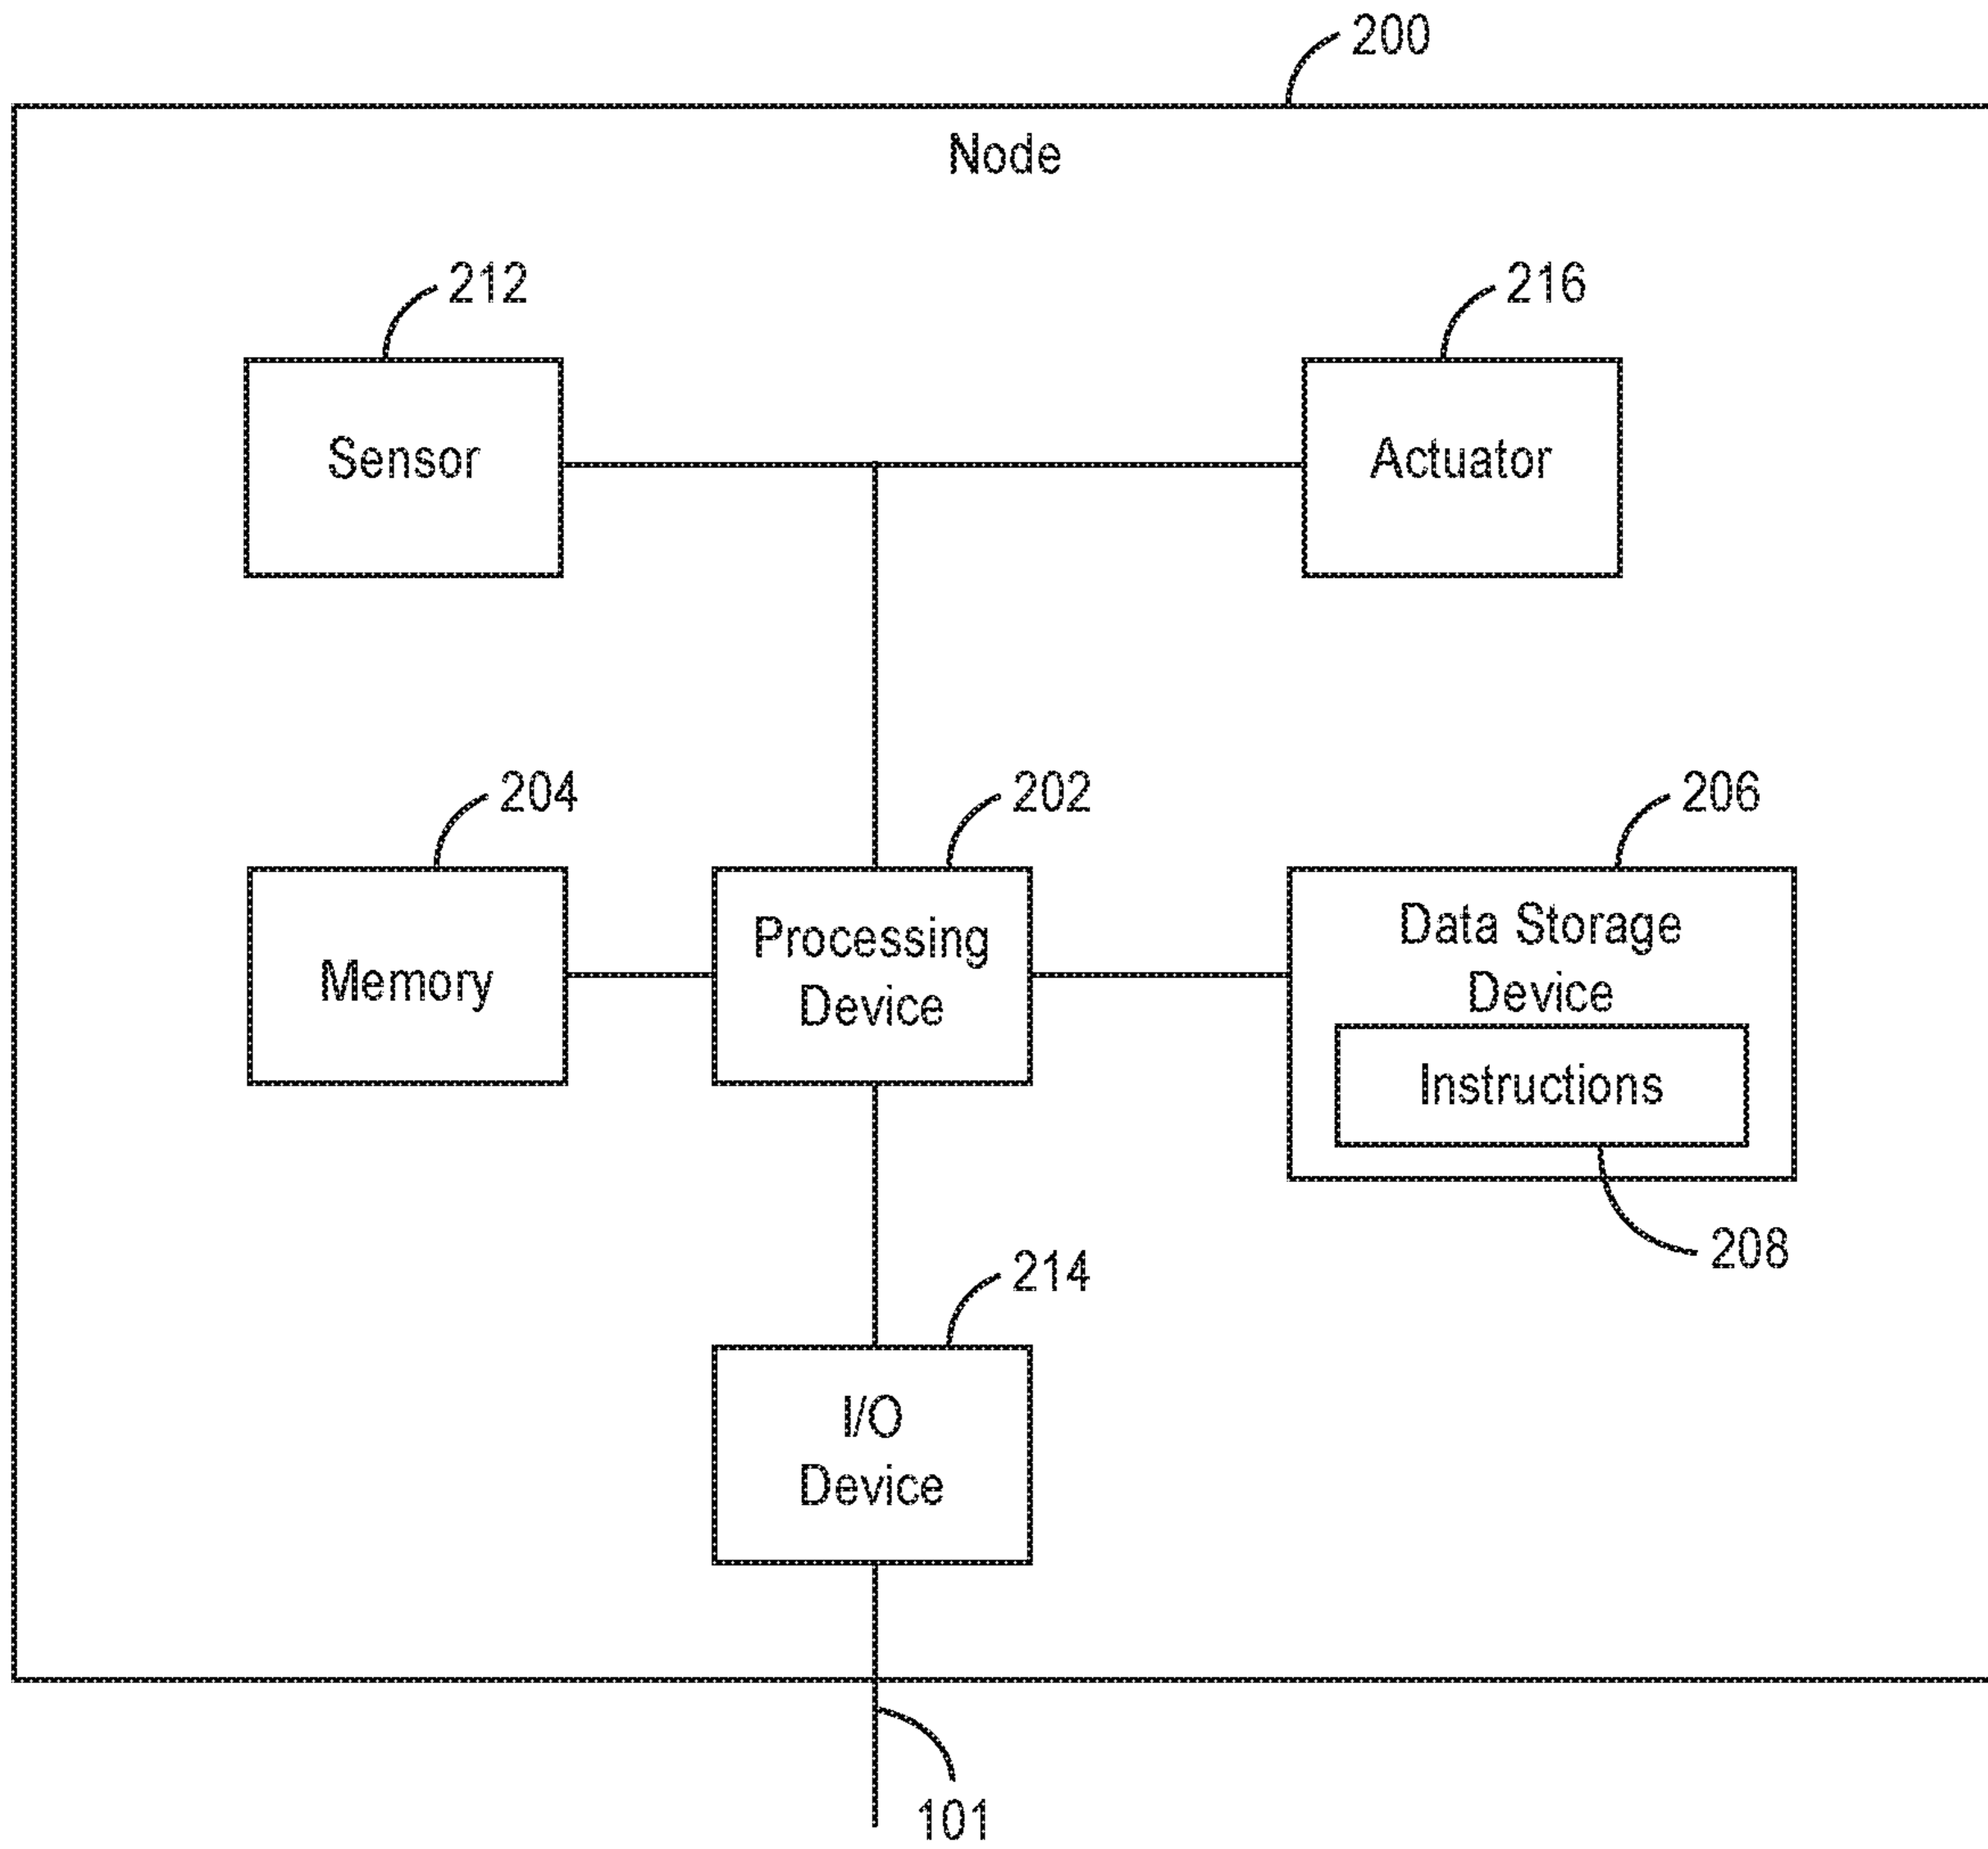 200
Node
212
216
Sensor
Actuator
204
202
206
Memory
Processing
Device
Data Storage
Device
Instructions
208
214
I/O
Device
101